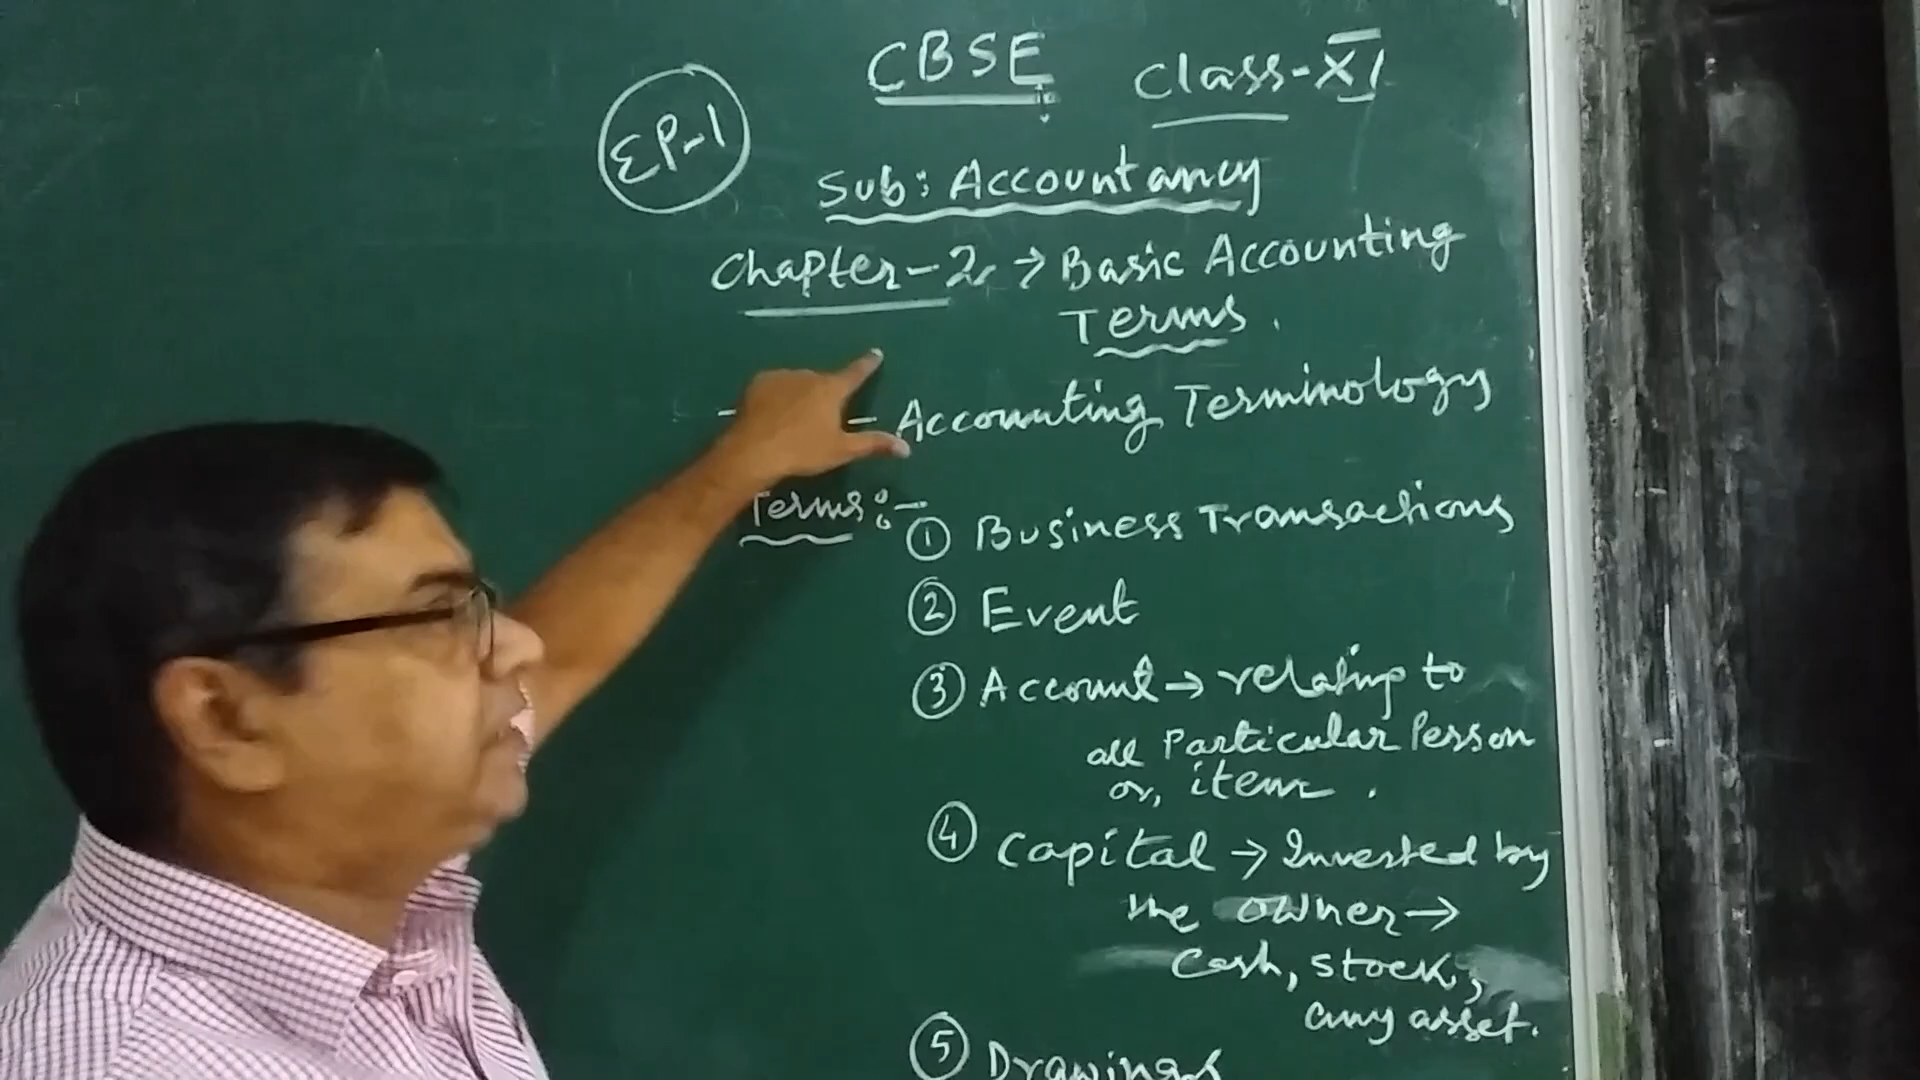 CBSE Class-XI
EP-1
Sub: Accountancy
Chapter-2 → Basic Accounting
Terms.
- Accounting Terminology
Terms:-
① Business Transactions
② Event
③ Account → relating to
all Particular Person
or, item.
④ Capital → Invested by
the owner →
Cash, stock,
any asset.
⑤ Drawings